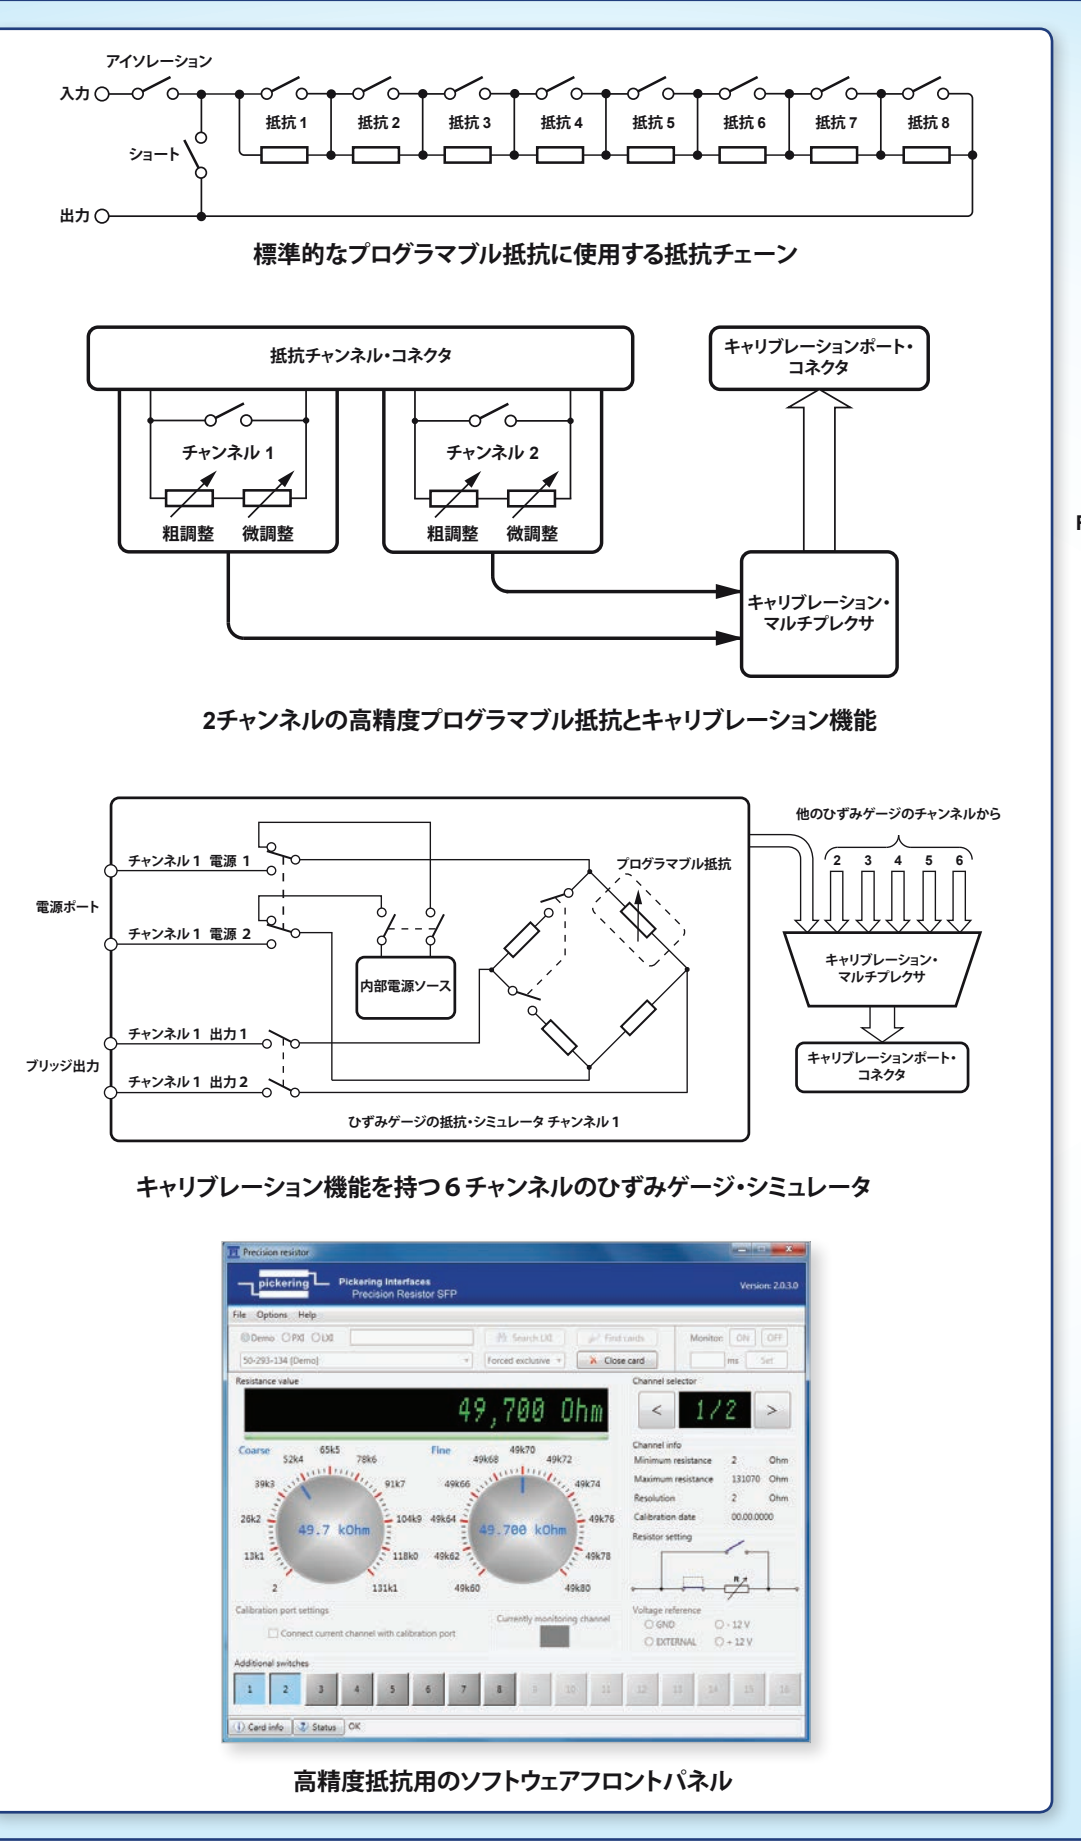 アイソレーション
入力
抵抗 1 抵抗 2 抵抗 3 抵抗 4 抵抗 5 抵抗 6 抵抗 7 抵抗 8
ショート
出力
標準的なプログラマブル抵抗に使用する抵抗チェーン
抵抗チャンネル・コネクタ
キャリブレーションポート・
コネクタ
チャンネル 1
チャンネル 2
粗調整 微調整
粗調整 微調整
キャリブレーション・
マルチプレクサ
2チャンネルの高精度プログラマブル抵抗とキャリブレーション機能
他のひずみゲージのチャンネルから
2 3 4 5 6
チャンネル 1 電源 1
プログラマブル抵抗
電源ポート
チャンネル 1 電源 2
内部電源ソース
キャリブレーション・
マルチプレクサ
チャンネル 1 出力 1
ブリッジ出力
チャンネル 1 出力 2
キャリブレーションポート・
コネクタ
ひずみゲージの抵抗・シミュレータ チャンネル 1
キャリブレーション機能を持つ 6 チャンネルのひずみゲージ・シミュレータ
Precision resistor
pickering
Pickering Interfaces
Precision Resistor SFP
Version: 2.0.3.0
File Options Help
Demo PXI LXI
Search LXI Find cards
Monitor: ON OFF
50-293-134 (Demo)
Forced exclusive
Close card
ms Set
Resistance value
49,700 Ohm
Channel selector
< 1/2 >
Coarse
2 13k1 26k2 39k3 52k4 65k5 78k6 91k7 104k9 118k0 131k1
49.7 kOhm
Fine
49k60 49k62 49k64 49k66 49k68 49k70 49k72 49k74 49k76 49k78 49k80
49.700 kOhm
Channel info
Minimum resistance 2 Ohm
Maximum resistance 131070 Ohm
Resolution 2 Ohm
Calibration date 00.00.0000
Resistor setting
R
Calibration port settings
Connect current channel with calibration port
Currently monitoring channel
Voltage reference
GND - 12 V
EXTERNAL + 12 V
Additional switches
1 2 3 4 5 6 7 8 9 10 11 12 13 14 15 16
Card info Status OK
高精度抵抗用のソフトウェアフロントパネル